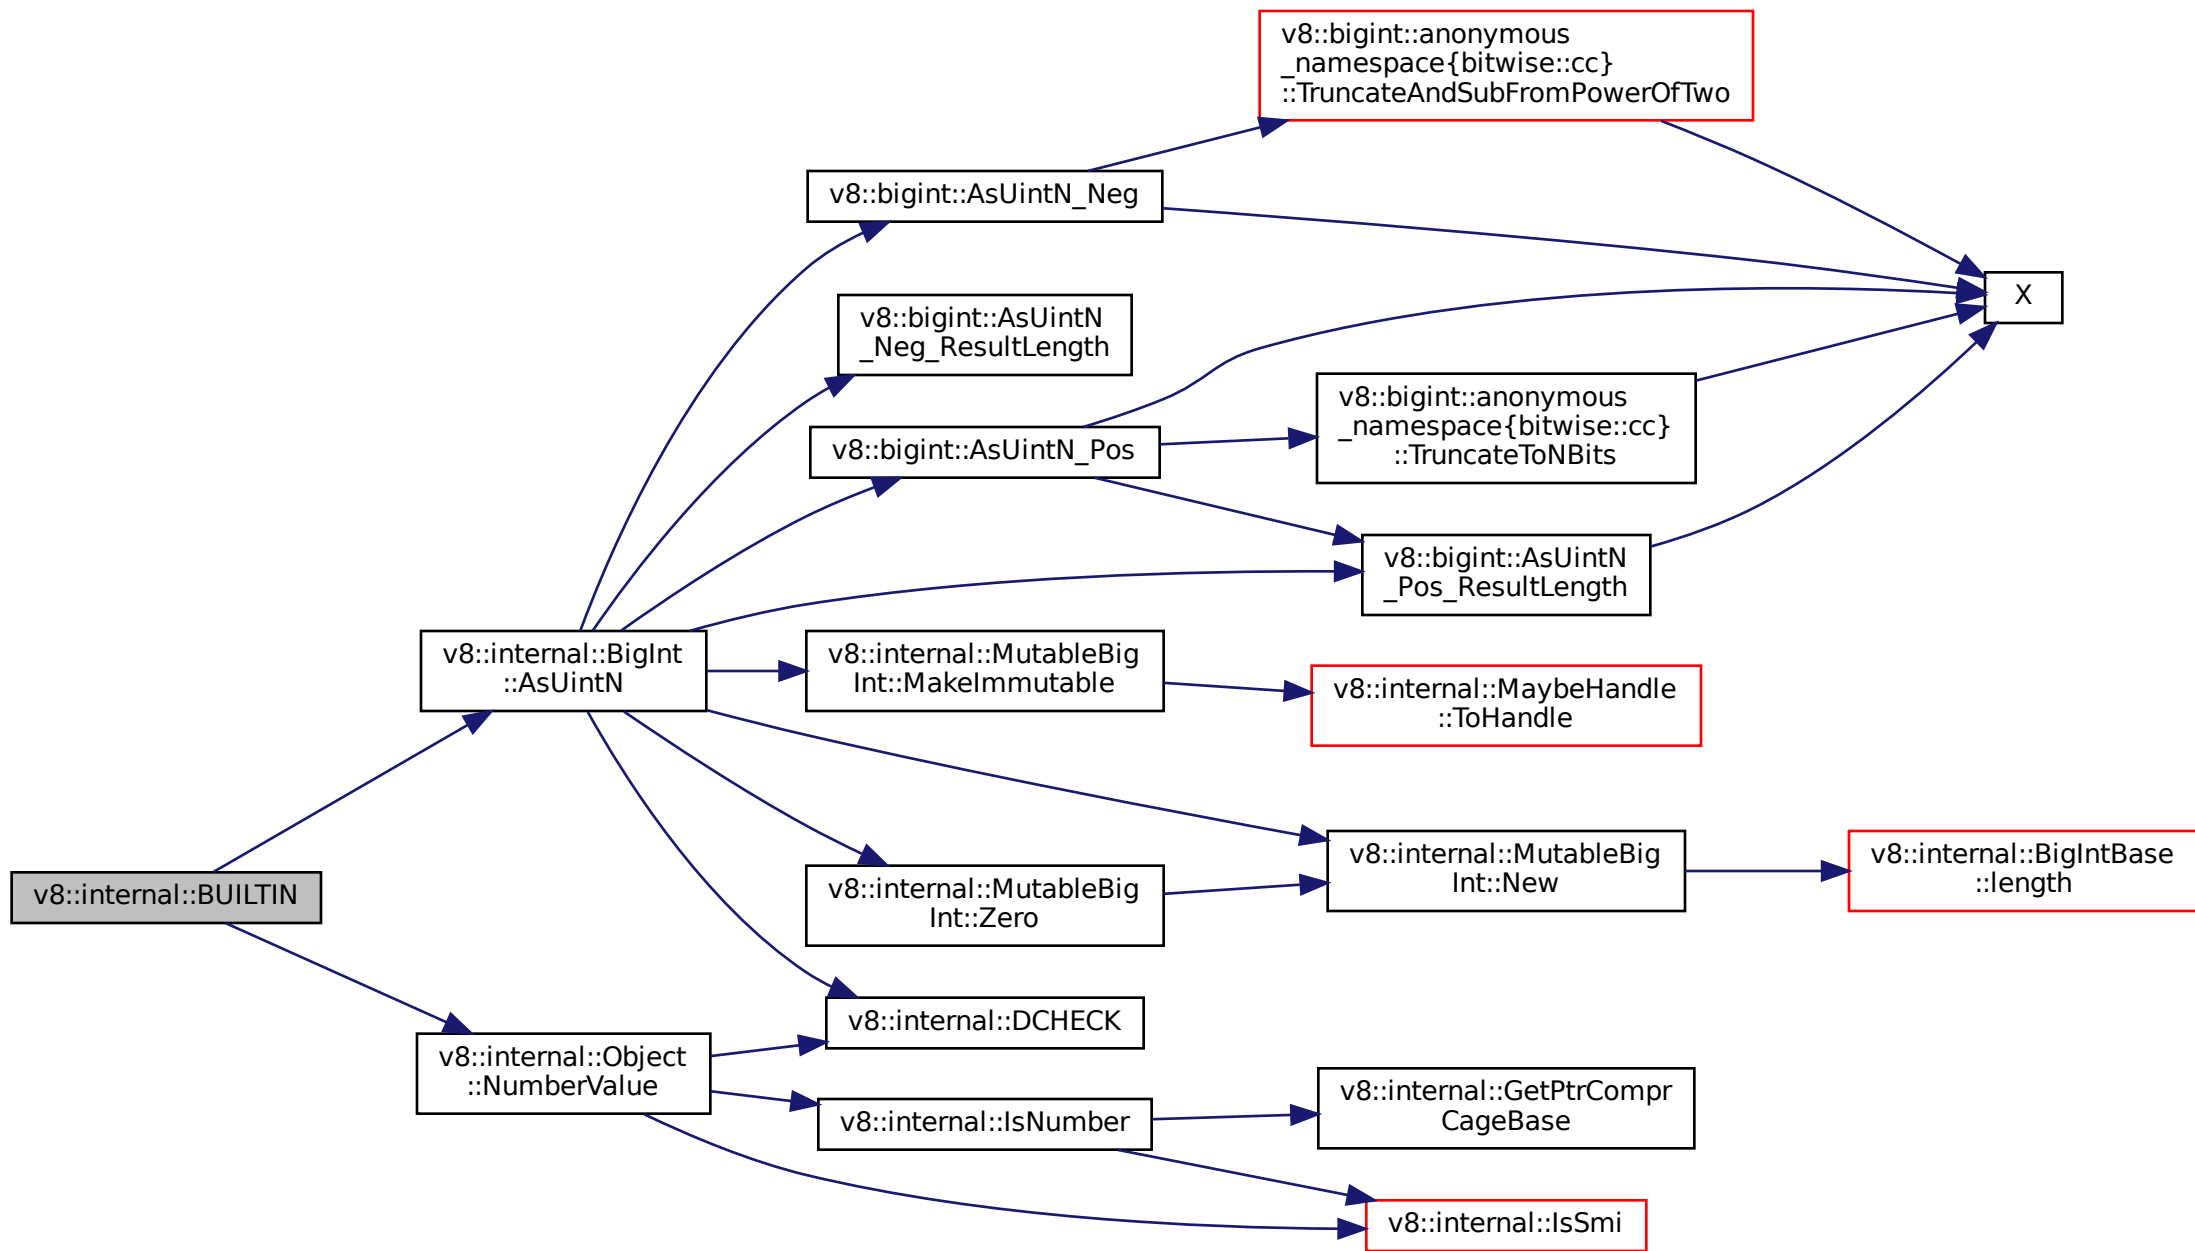 v8::bigint::anonymous
_namespace{bitwise::cc}
::TruncateAndSubFromPowerOfTwo
v8::bigint::AsUintN_Neg
X
v8::bigint::AsUintN
_Neg_ResultLength
v8::bigint::anonymous
_namespace{bitwise::cc}
::TruncateToNBits
v8::bigint::AsUintN_Pos
v8::bigint::AsUintN
_Pos_ResultLength
v8::internal::BigInt
::AsUintN
v8::internal::MutableBig
Int::MakeImmutable
v8::internal::MaybeHandle
::ToHandle
v8::internal::MutableBig
Int::New
v8::internal::BigIntBase
::length
v8::internal::BUILTIN
v8::internal::MutableBig
Int::Zero
v8::internal::DCHECK
v8::internal::Object
::NumberValue
v8::internal::IsNumber
v8::internal::GetPtrCompr
CageBase
v8::internal::IsSmi